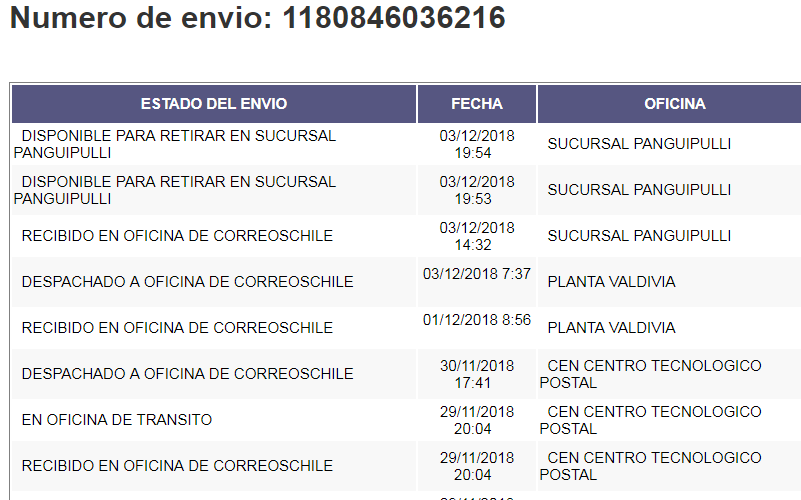 Numero de envio: 1180846036216
ESTADO DEL ENVIO FECHA OFICINA
DISPONIBLE PARA RETIRAR EN SUCURSAL
PANGUIPULLI
03/12/2018
19:54
SUCURSAL PANGUIPULLI
DISPONIBLE PARA RETIRAR EN SUCURSAL
PANGUIPULLI
03/12/2018
19:53
SUCURSAL PANGUIPULLI
RECIBIDO EN OFICINA DE CORREOSCHILE
03/12/2018
14:32
SUCURSAL PANGUIPULLI
DESPACHADO A OFICINA DE CORREOSCHILE
03/12/2018 7:37
PLANTA VALDIVIA
RECIBIDO EN OFICINA DE CORREOSCHILE
01/12/2018 8:56
PLANTA VALDIVIA
DESPACHADO A OFICINA DE CORREOSCHILE
30/11/2018
17:41
CEN CENTRO TECNOLOGICO
POSTAL
EN OFICINA DE TRANSITO
29/11/2018
20:04
CEN CENTRO TECNOLOGICO
POSTAL
RECIBIDO EN OFICINA DE CORREOSCHILE
29/11/2018
20:04
CEN CENTRO TECNOLOGICO
POSTAL